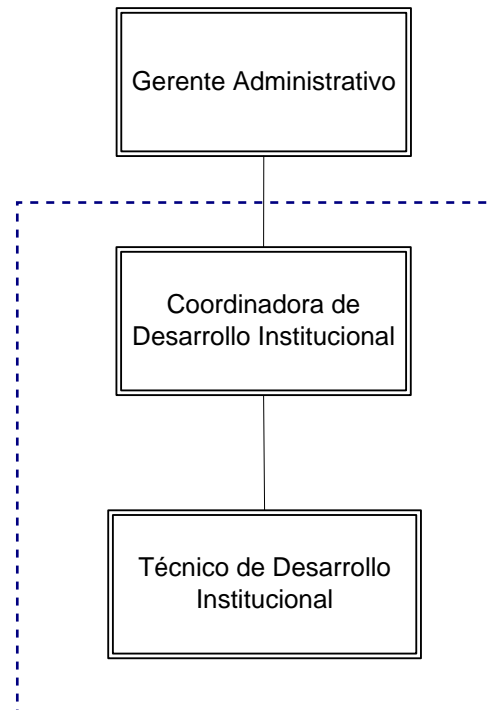 Gerente Administrativo
Coordinadora de
Desarrollo Institucional
Técnico de Desarrollo
Institucional